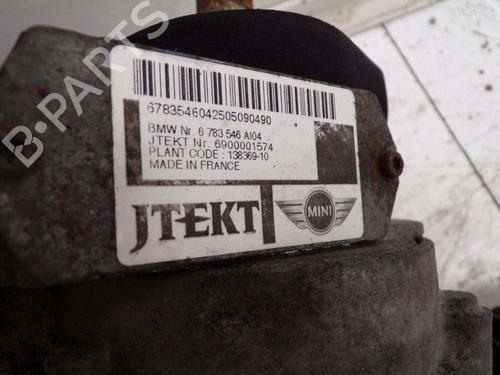 6783546042505090490
BMW Nr. 6 783 546 AI04
JTEKT Nr. 6900001574
PLANT CODE : 138369-10
MADE IN FRANCE
JTEKT
MINI